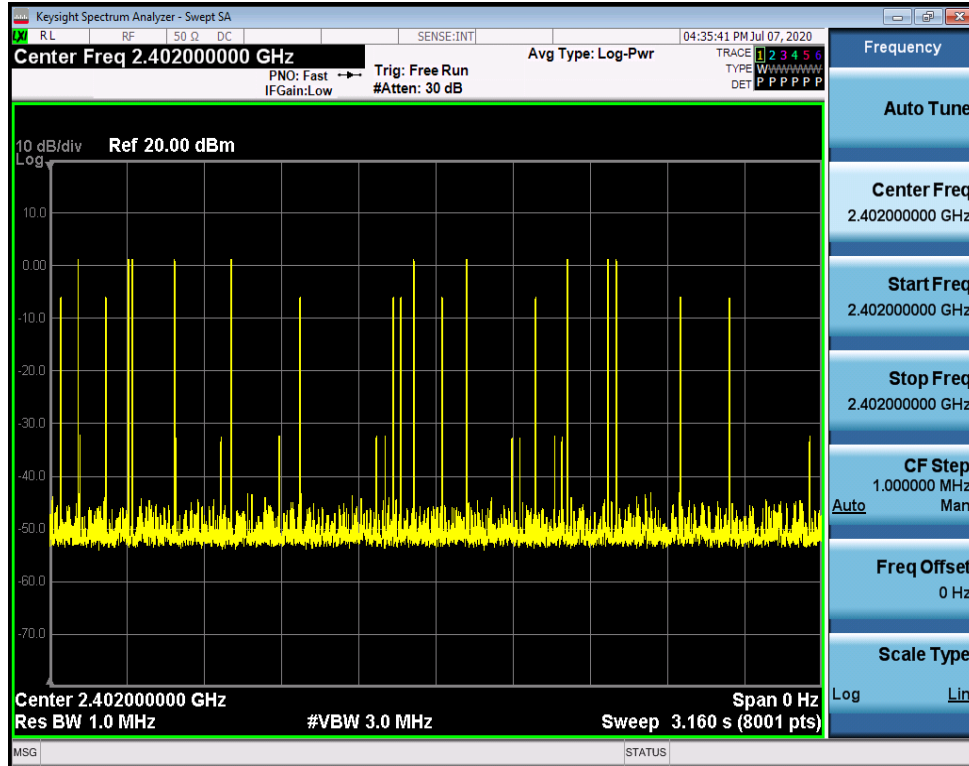 Keysight Spectrum Analyzer - Swept SA
LXI RL RF 50 Ω DC SENSE:INT 04:35:41 PM Jul 07, 2020
Center Freq 2.402000000 GHz
PNO: Fast
IFGain:Low
Trig: Free Run
#Atten: 30 dB
Avg Type: Log-Pwr
TRACE 1 2 3 4 5 6
TYPE WWWWWW
DET P P P P P P
10 dB/div Ref 20.00 dBm
Log
10.0
0.00
-10.0
-20.0
-30.0
-40.0
-50.0
-60.0
-70.0
Center 2.402000000 GHz Span 0 Hz
Res BW 1.0 MHz #VBW 3.0 MHz Sweep 3.160 s (8001 pts)
MSG STATUS
Frequency
Auto Tune
Center Freq
2.402000000 GHz
Start Freq
2.402000000 GHz
Stop Freq
2.402000000 GHz
CF Step
1.000000 MHz
Auto Man
Freq Offset
0 Hz
Scale Type
Log Lin